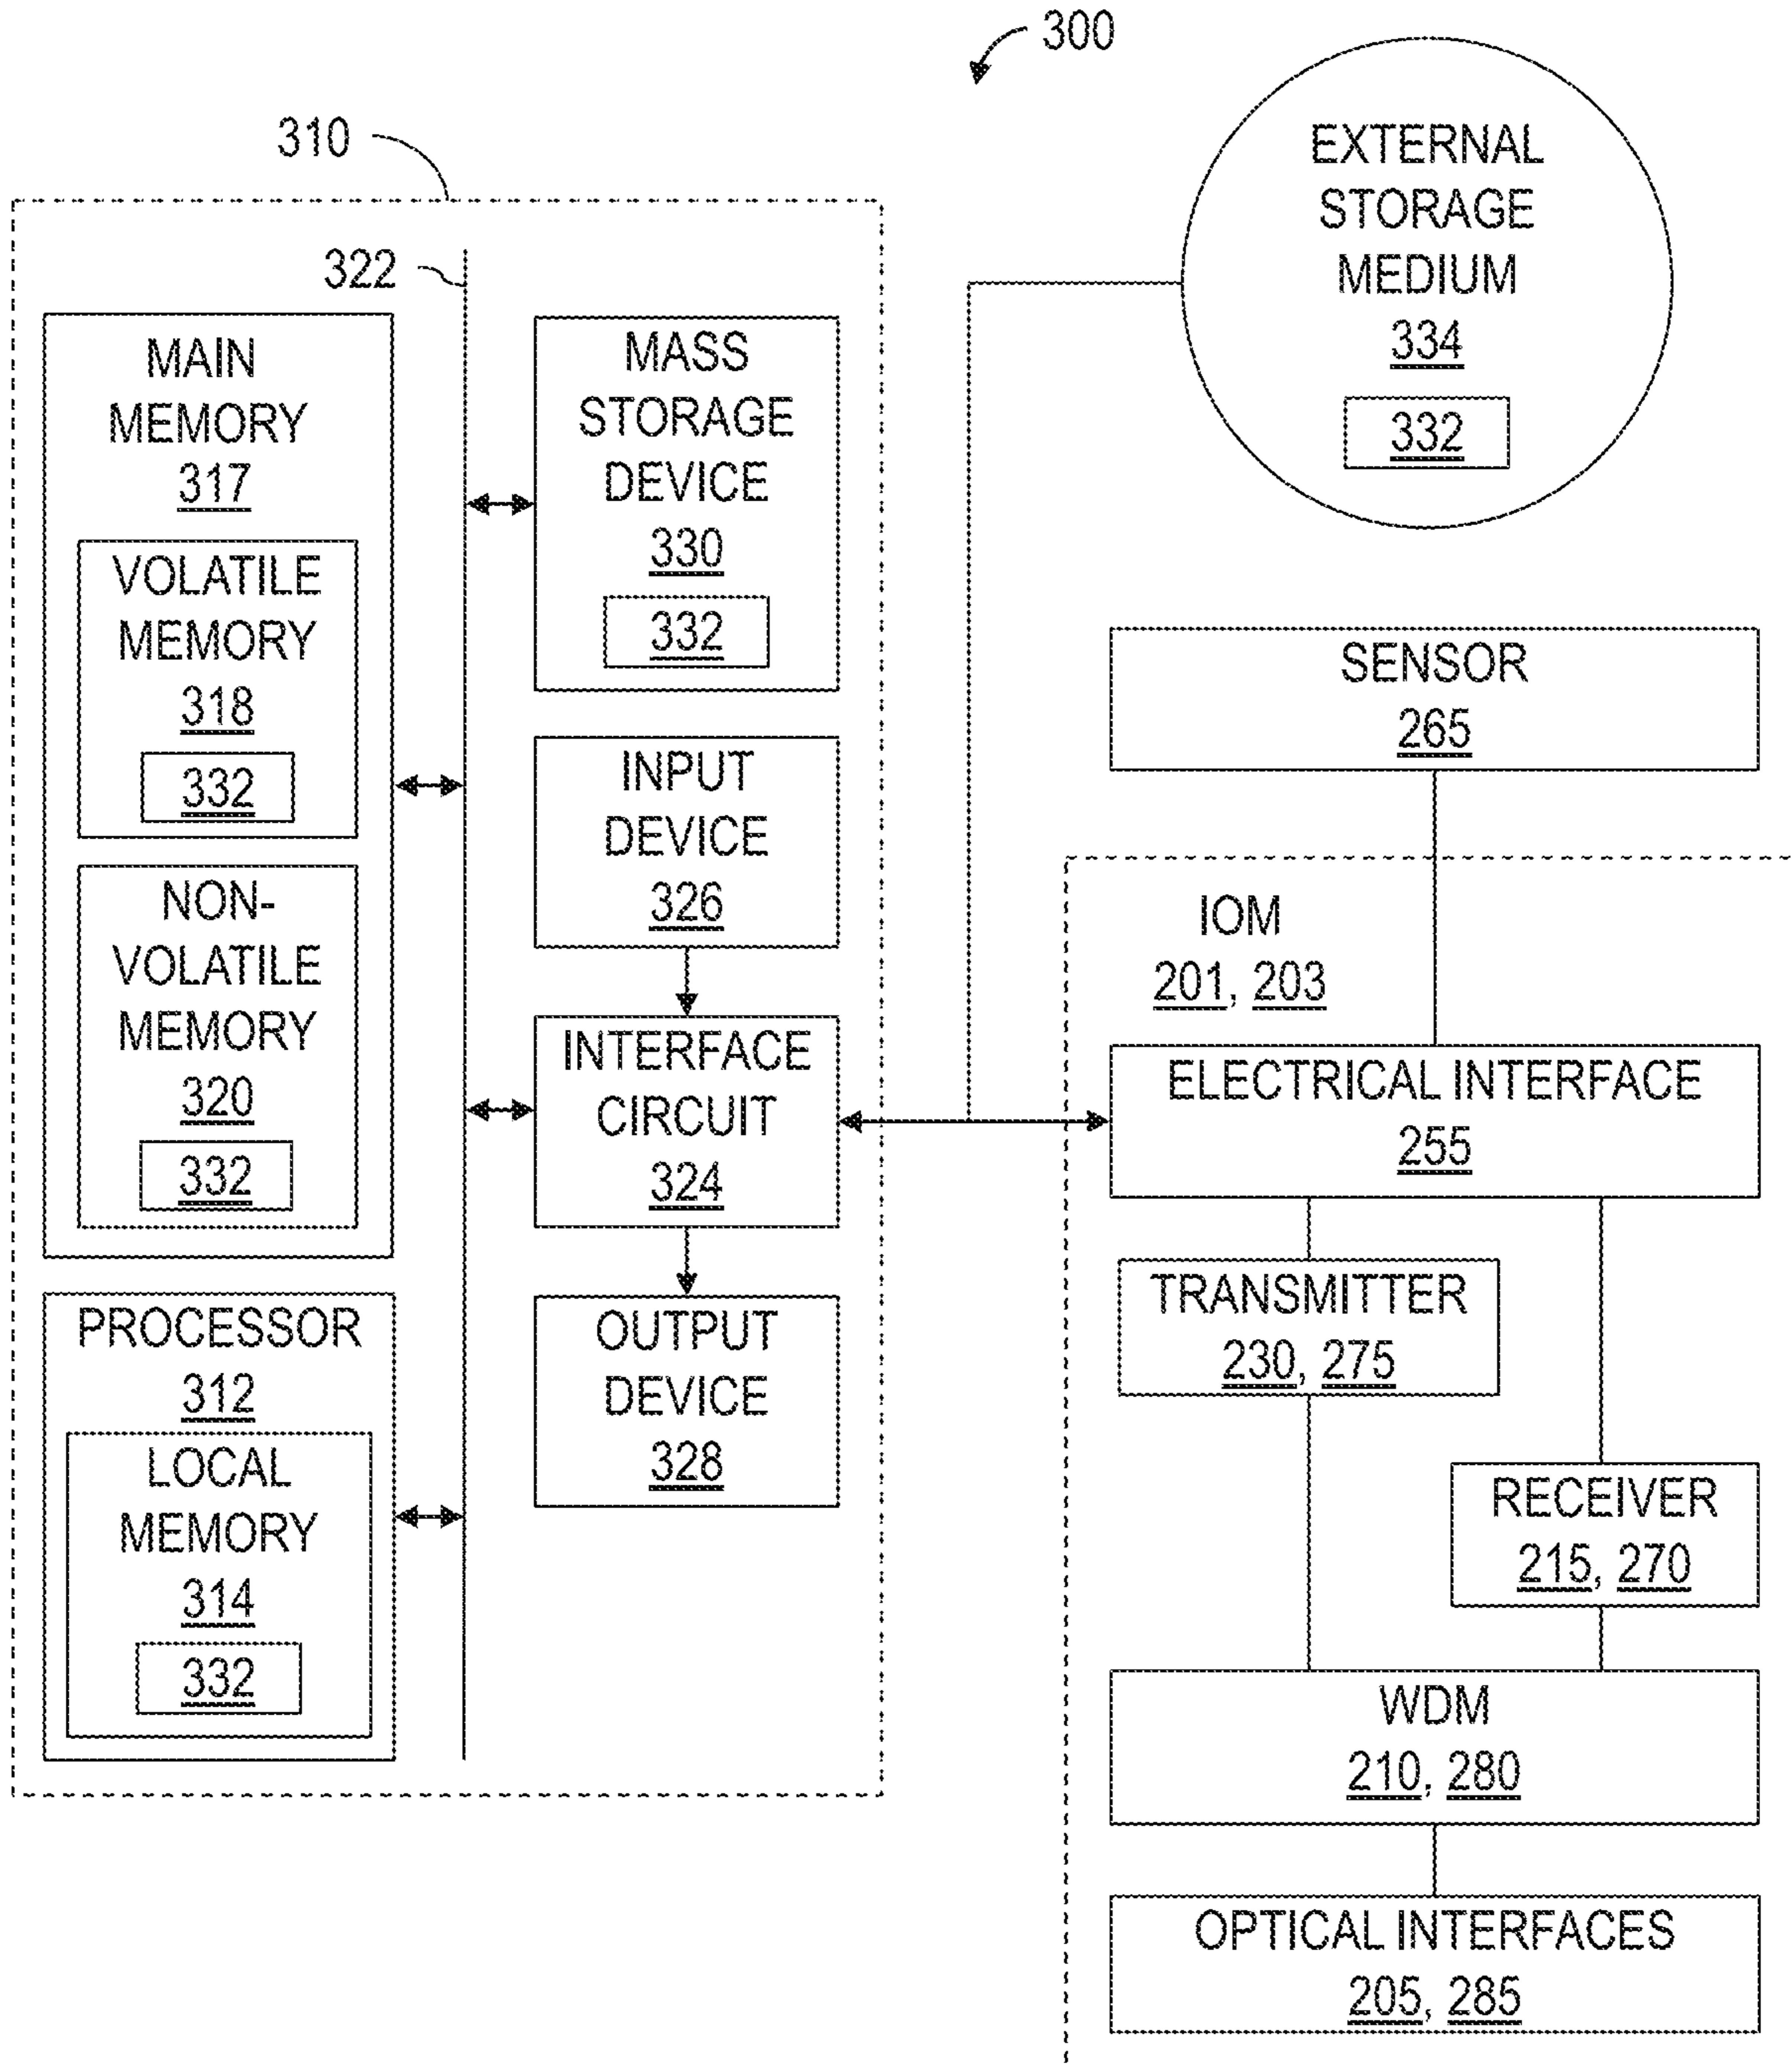 300
310
322
MAIN
MEMORY
317
VOLATILE
MEMORY
318
332
NON-
VOLATILE
MEMORY
320
332
PROCESSOR
312
LOCAL
MEMORY
314
332
MASS
STORAGE
DEVICE
330
332
INPUT
DEVICE
326
INTERFACE
CIRCUIT
324
OUTPUT
DEVICE
328
EXTERNAL
STORAGE
MEDIUM
334
332
SENSOR
265
IOM
201, 203
ELECTRICAL INTERFACE
255
TRANSMITTER
230, 275
RECEIVER
215, 270
WDM
210, 280
OPTICAL INTERFACES
205, 285